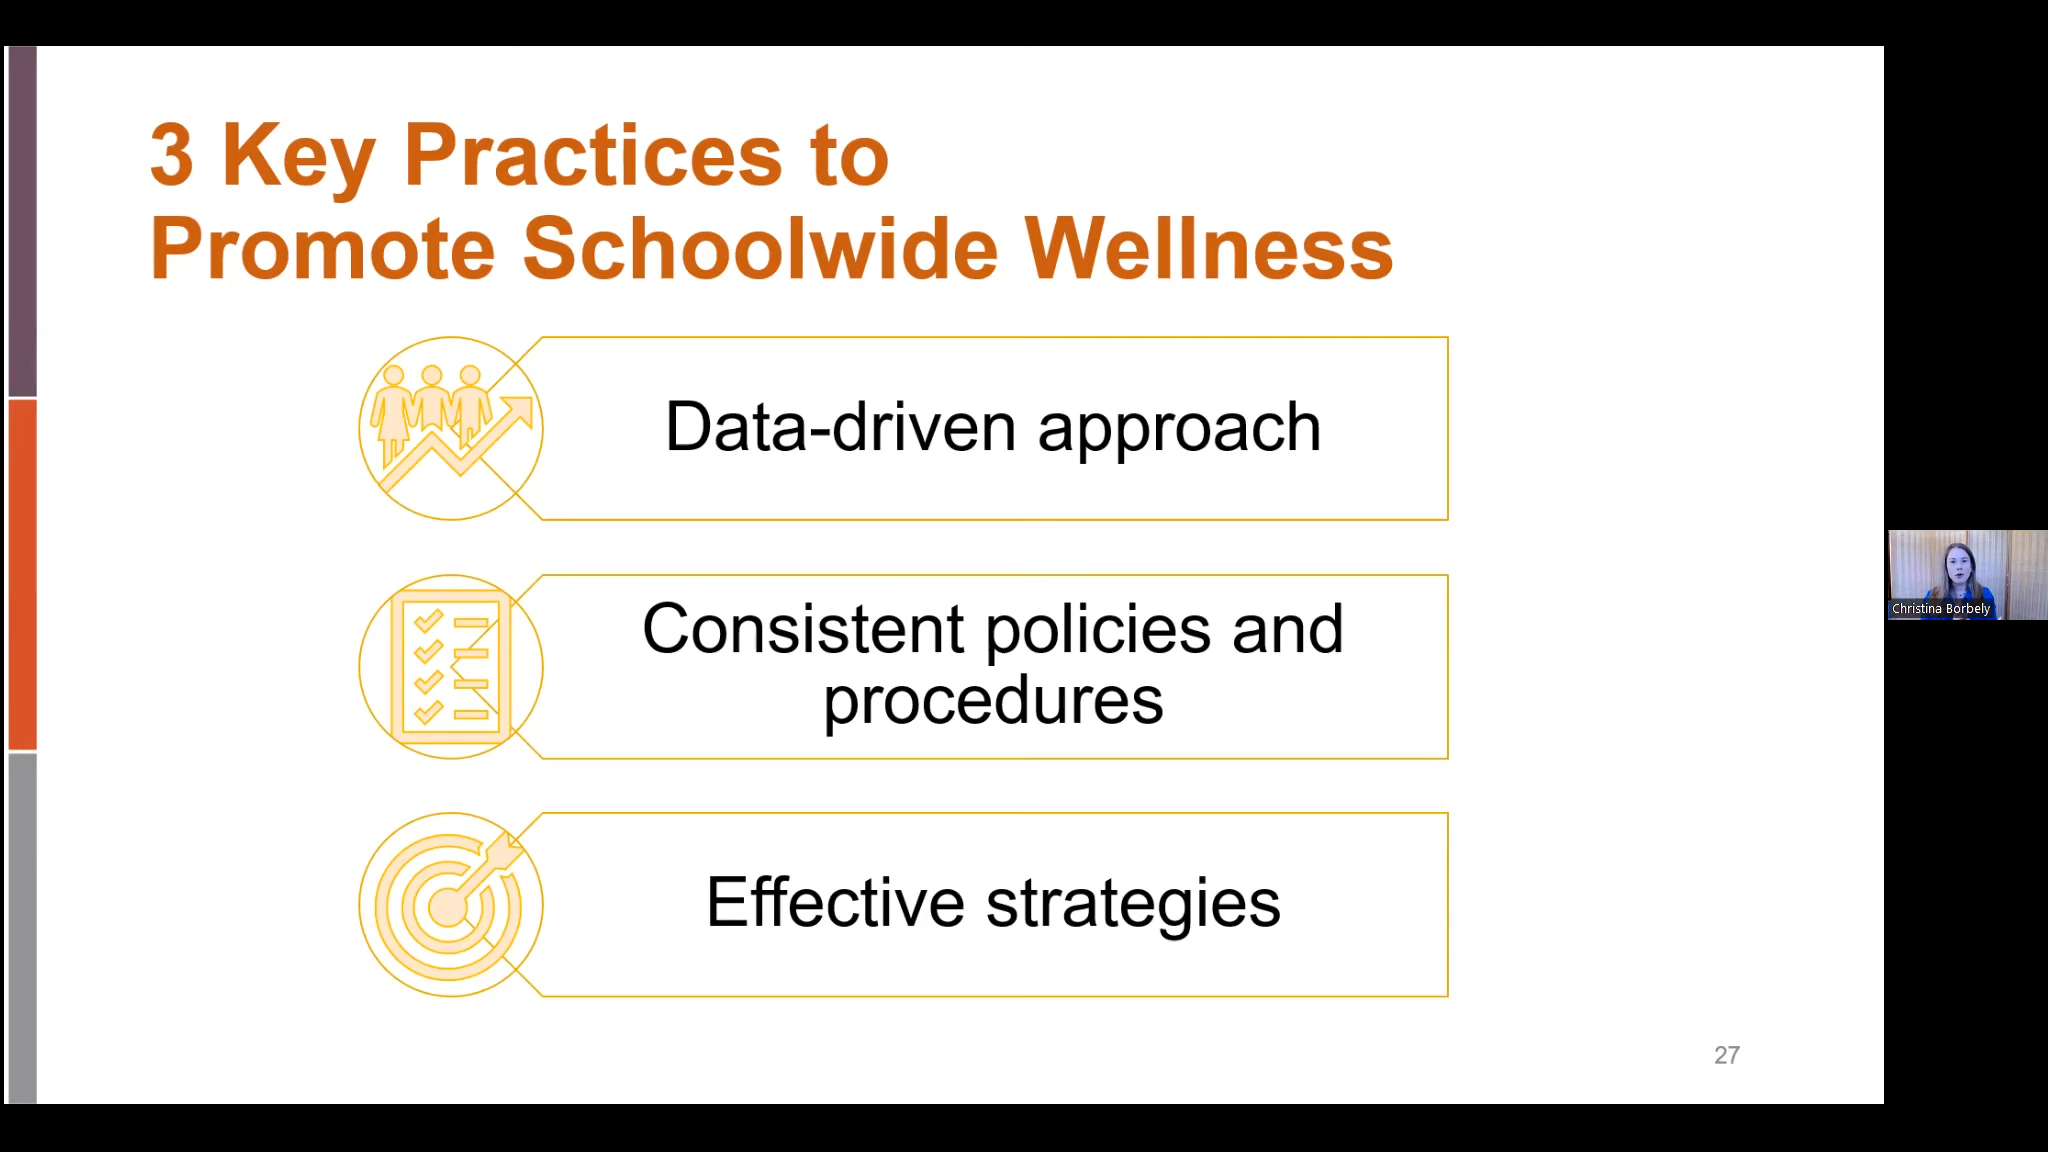 3 Key Practices to
Promote Schoolwide Wellness
Data-driven approach
Consistent policies and
procedures
Effective strategies
27
Christina Borbely